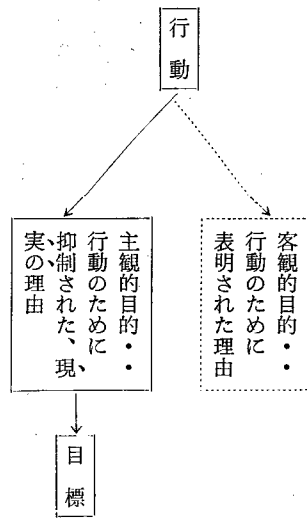 行動
客観的目的・・
行動のために
表明された理由
主観的目的・・
行動のために
抑制された、現
実の理由
目標